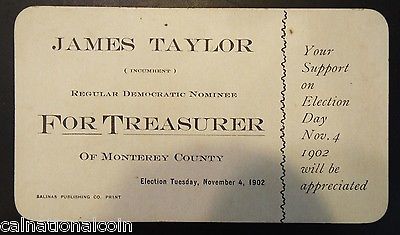 JAMES TAYLOR
( INCUMBENT )
REGULAR DEMOCRATIC NOMINEE
FOR TREASURER
OF MONTEREY COUNTY
Election Tuesday, November 4, 1902
SALINAS PUBLISHING CO. PRINT.
Your
Support
on
Election
Day
Nov. 4
1902
will be
appreciated
calnationalcoin